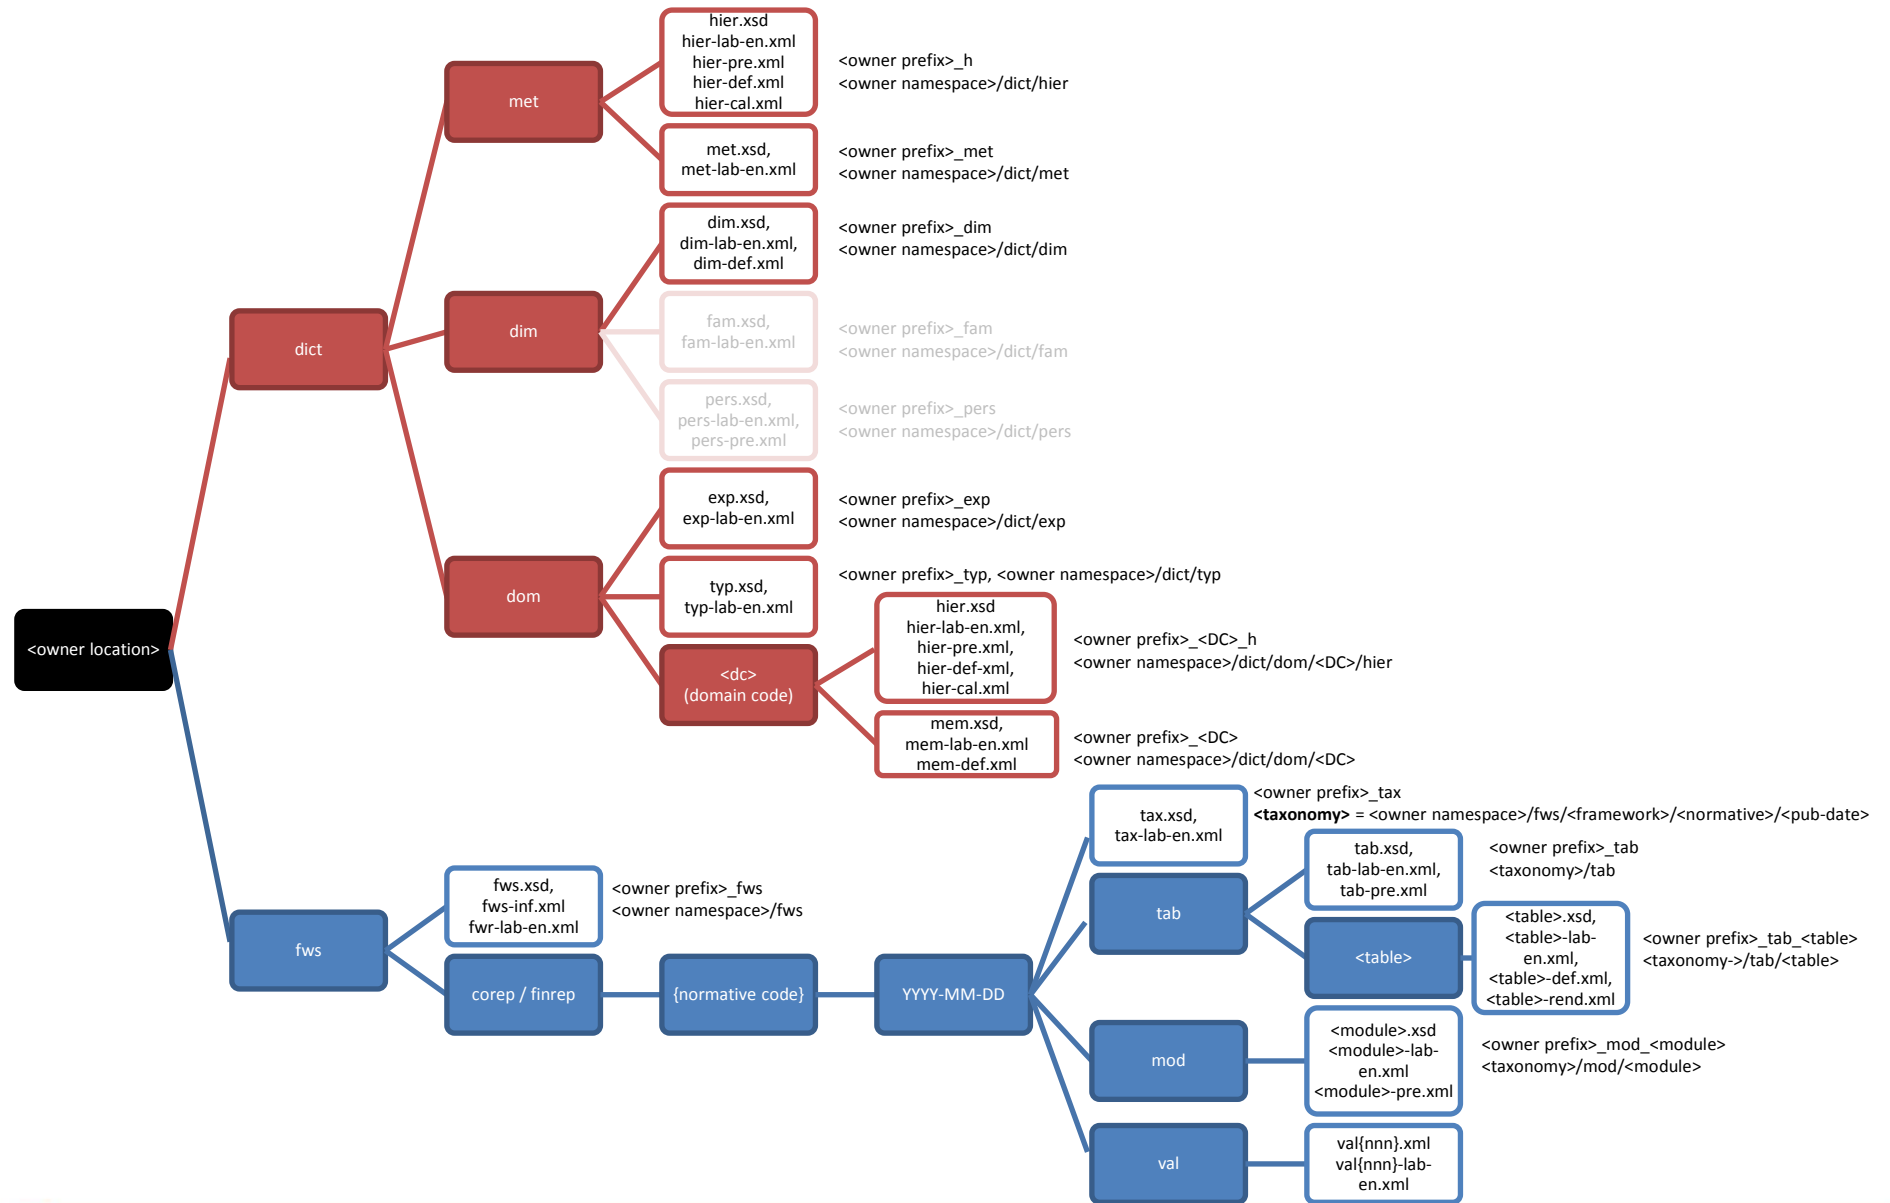 hier.xsd
hier-lab-en.xml
hier-pre.xml
hier-def.xml
hier-cal.xml
<owner prefix>_h
<owner namespace>/dict/hier
met
met.xsd,
met-lab-en.xml
<owner prefix>_met
<owner namespace>/dict/met
dim.xsd,
dim-lab-en.xml,
dim-def.xml
<owner prefix>_dim
<owner namespace>/dict/dim
dict
dim
fam.xsd,
fam-lab-en.xml
<owner prefix>_fam
<owner namespace>/dict/fam
pers.xsd,
pers-lab-en.xml,
pers-pre.xml
<owner prefix>_pers
<owner namespace>/dict/pers
exp.xsd,
exp-lab-en.xml
<owner prefix>_exp
<owner namespace>/dict/exp
dom
typ.xsd,
typ-lab-en.xml
<owner prefix>_typ, <owner namespace>/dict/typ
<owner location>
<dc>
(domain code)
hier.xsd
hier-lab-en.xml,
hier-pre.xml,
hier-def-xml,
hier-cal.xml
<owner prefix>_<DC>_h
<owner namespace>/dict/dom/<DC>/hier
mem.xsd,
mem-lab-en.xml
mem-def.xml
<owner prefix>_<DC>
<owner namespace>/dict/dom/<DC>
tax.xsd,
tax-lab-en.xml
<owner prefix>_tax
<taxonomy> = <owner namespace>/fws/<framework>/<normative>/<pub-date>
fws
fws.xsd,
fws-inf.xml
fwr-lab-en.xml
<owner prefix>_fws
<owner namespace>/fws
corep / finrep
{normative code}
YYYY-MM-DD
tab
tab.xsd,
tab-lab-en.xml,
tab-pre.xml
<owner prefix>_tab
<taxonomy>/tab
<table>
<table>.xsd,
<table>-lab-
en.xml,
<table>-def.xml,
<table>-rend.xml
<owner prefix>_tab_<table>
<taxonomy->/tab/<table>
mod
<module>.xsd
<module>-lab-
en.xml
<module>-pre.xml
<owner prefix>_mod_<module>
<taxonomy>/mod/<module>
val
val{nnn}.xml
val{nnn}-lab-
en.xml